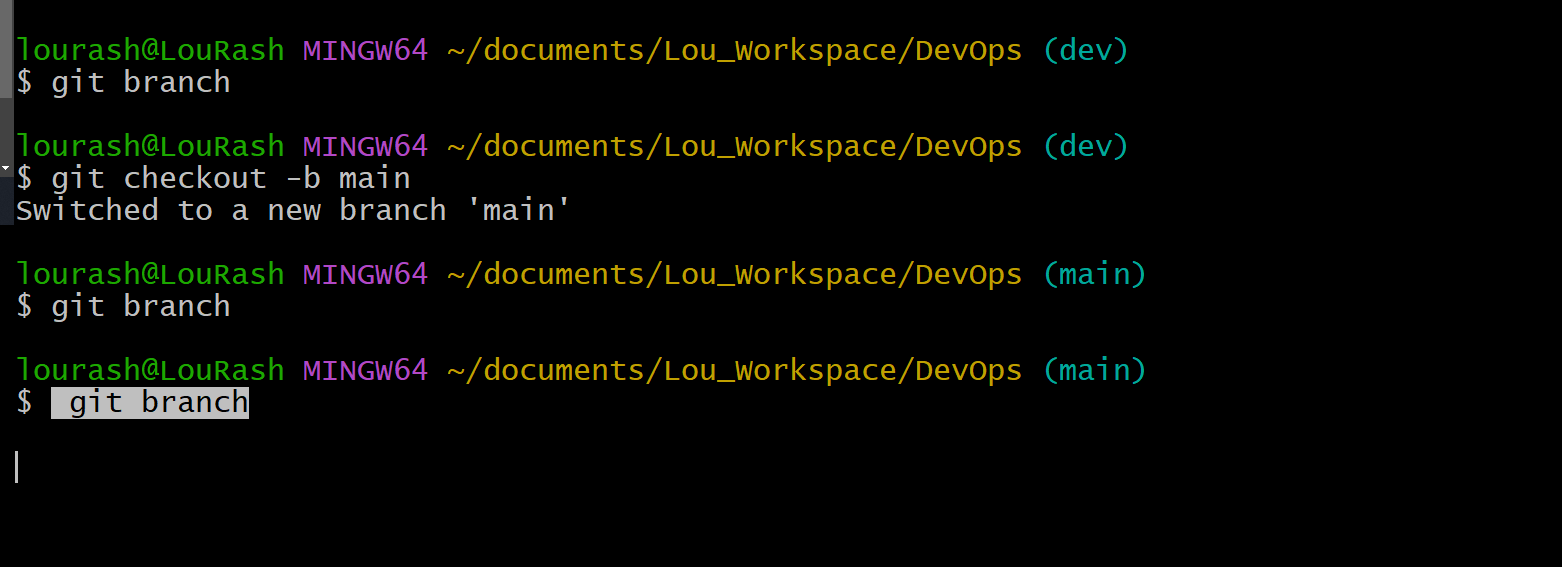 lourash@LouRash MINGW64 ~/documents/Lou_Workspace/DevOps (dev)
$ git branch
lourash@LouRash MINGW64 ~/documents/Lou_Workspace/DevOps (dev)
$ git checkout -b main
Switched to a new branch 'main'
lourash@LouRash MINGW64 ~/documents/Lou_Workspace/DevOps (main)
$ git branch
lourash@LouRash MINGW64 ~/documents/Lou_Workspace/DevOps (main)
$  git branch